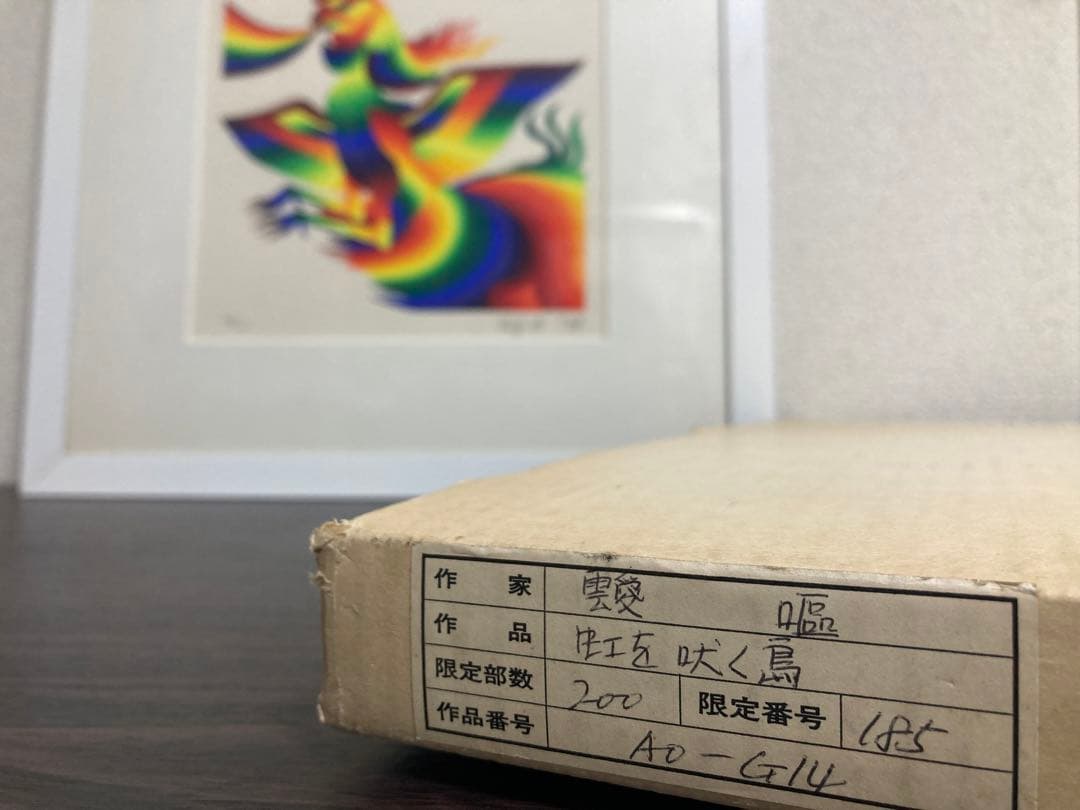 作家 靉嘔
作品 虹を吠く鳥
限定部数 200 限定番号 185
作品番号 AO-G14